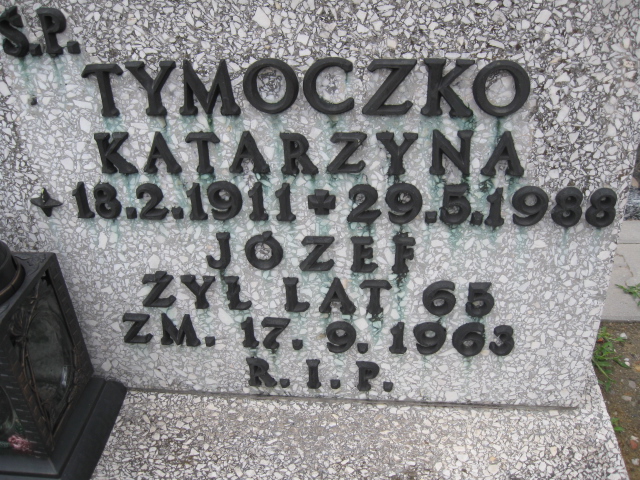 Ś.P.
TYMOCZKO
KATARZYNA
18.2.1911 + 29.5.1988
JÓZEF
ŻYŁ LAT 65
ZM. 17. 9. 1963
R. I. P.